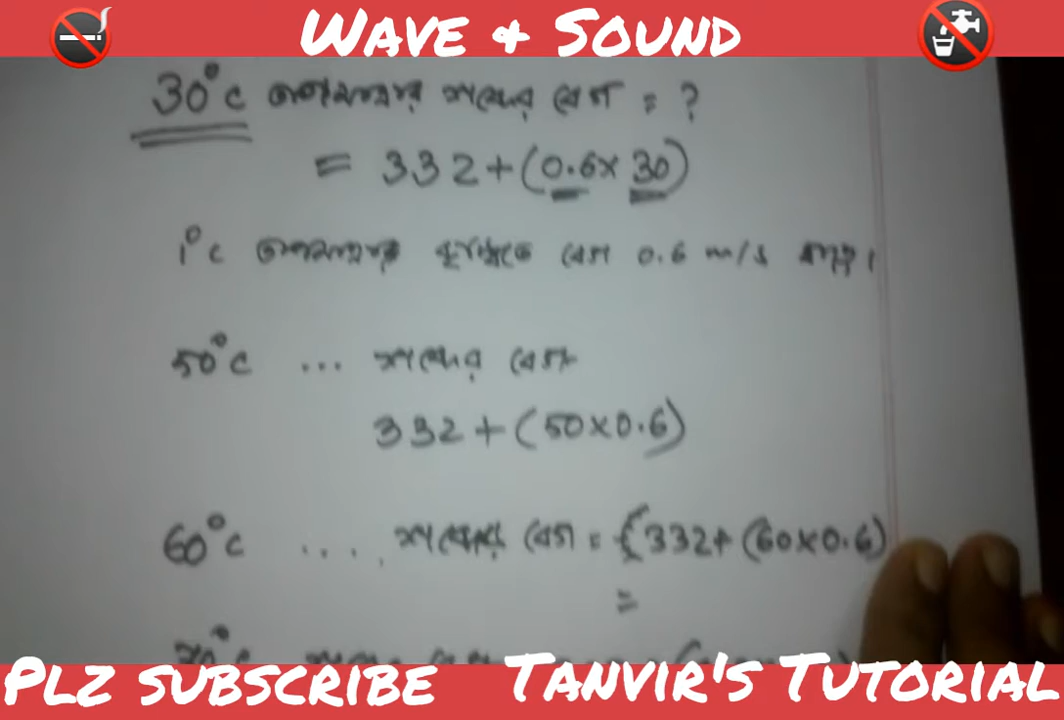 WAVE & SOUND
30°c তাপমাত্রায় শব্দের বেগ = ?
= 332+(0.6×30)
1°c তাপমাত্রা বৃদ্ধিতে বেগ 0.6 m/s বাড়ে।
50°c ... শব্দের বেগ
332+(50×0.6)
60°c .... শব্দের বেগ = {332+(60×0.6)
=
PLZ SUBSCRIBE TANVIR'S TUTORIAL